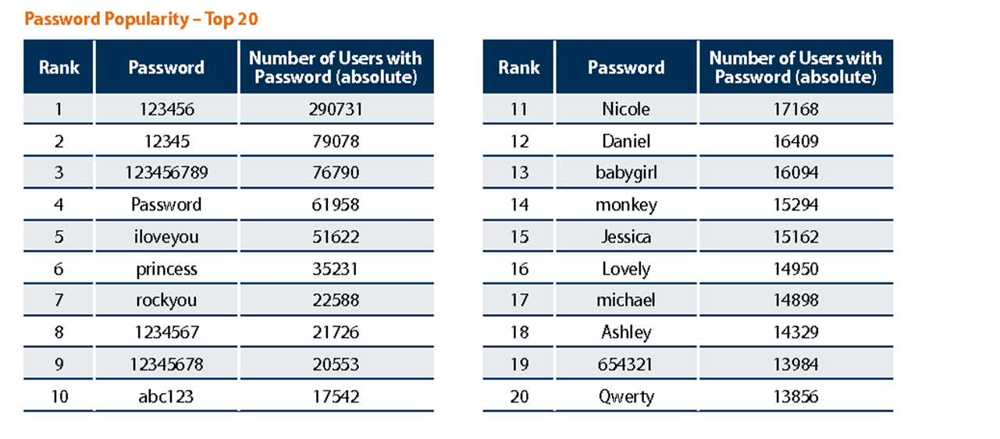 Password Popularity – Top 20
Rank Password Number of Users with Password (absolute)
1 123456 290731
2 12345 79078
3 123456789 76790
4 Password 61958
5 iloveyou 51622
6 princess 35231
7 rockyou 22588
8 1234567 21726
9 12345678 20553
10 abc123 17542
Rank Password Number of Users with Password (absolute)
11 Nicole 17168
12 Daniel 16409
13 babygirl 16094
14 monkey 15294
15 Jessica 15162
16 Lovely 14950
17 michael 14898
18 Ashley 14329
19 654321 13984
20 Qwerty 13856